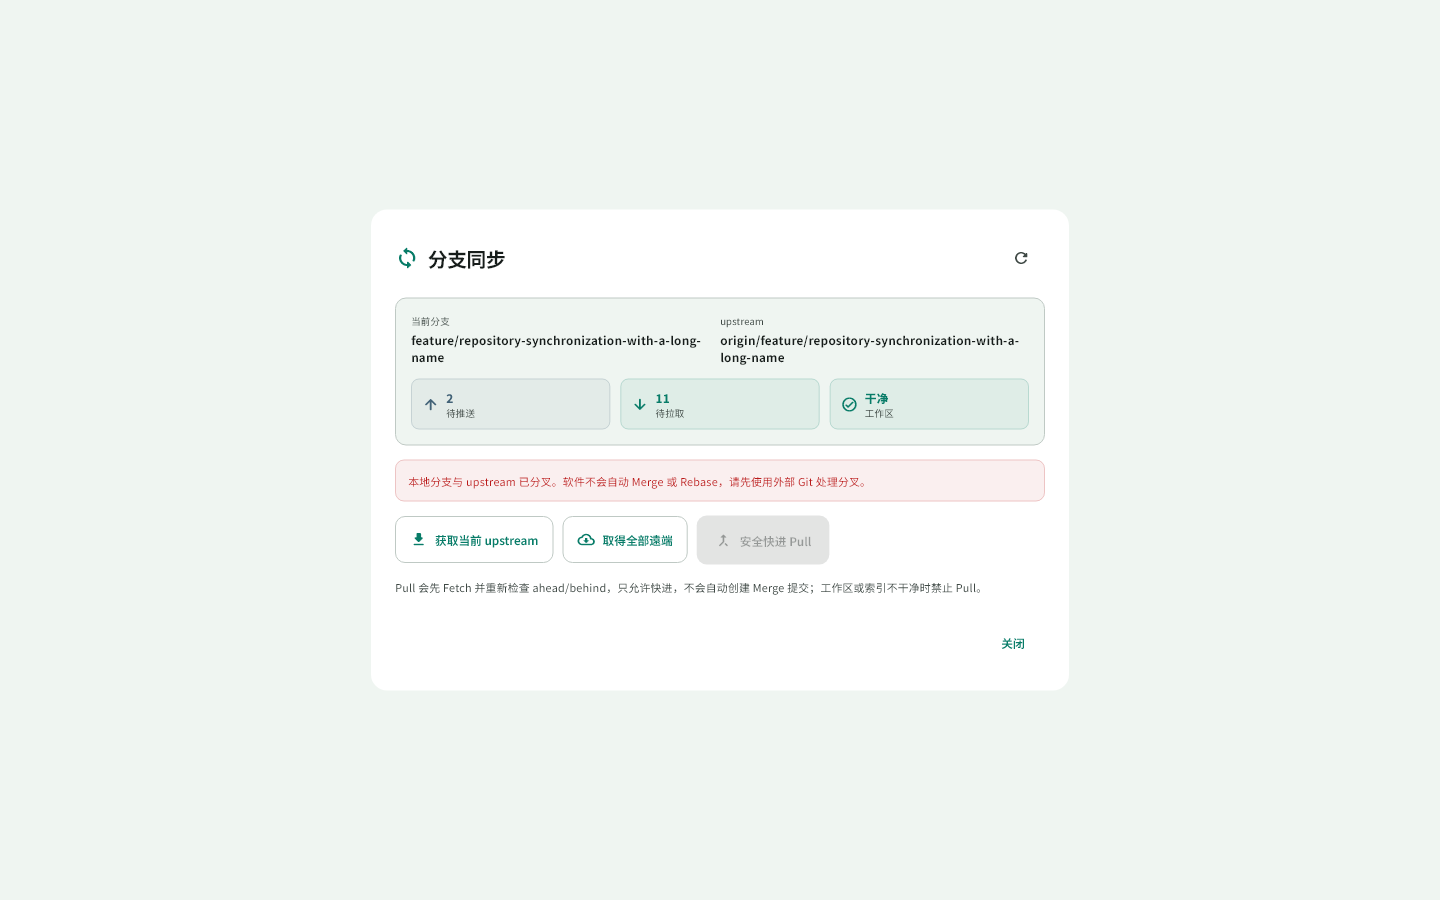 分支同步
当前分支
feature/repository-synchronization-with-a-long-
name
upstream
origin/feature/repository-synchronization-with-a-
long-name
2
待推送
11
待拉取
干净
工作区
本地分支与 upstream 已分叉。软件不会自动 Merge 或 Rebase，请先使用外部 Git 处理分叉。
获取当前 upstream
取得全部遠端
安全快进 Pull
Pull 会先 Fetch 并重新检查 ahead/behind，只允许快进，不会自动创建 Merge 提交；工作区或索引不干净时禁止 Pull。
关闭